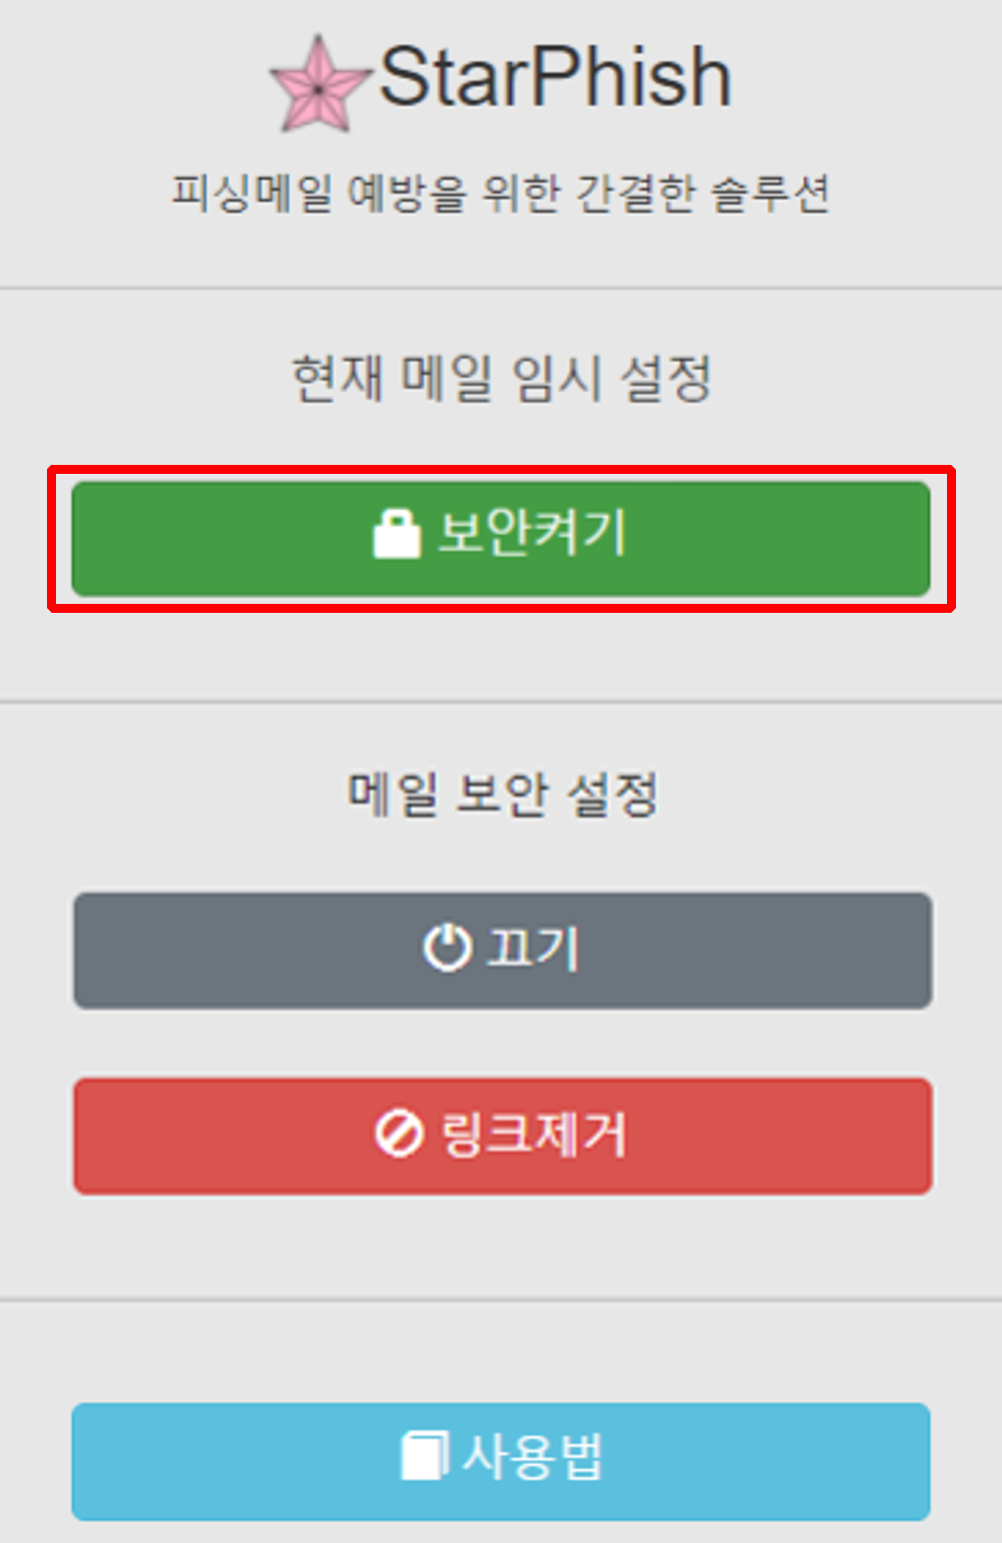 StarPhish
피싱메일 예방을 위한 간결한 솔루션
현재 메일 임시 설정
보안켜기
메일 보안 설정
끄기
링크제거
사용법